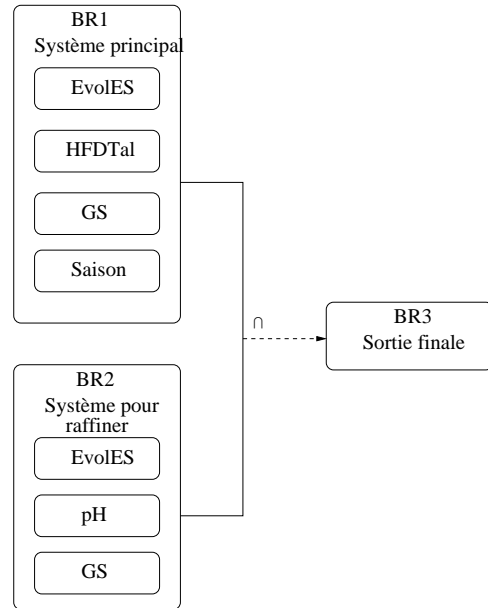 BR1
Système principal
EvolES
HFDTal
GS
Saison
∩
BR3
Sortie finale
BR2
Système pour
raffiner
EvolES
pH
GS